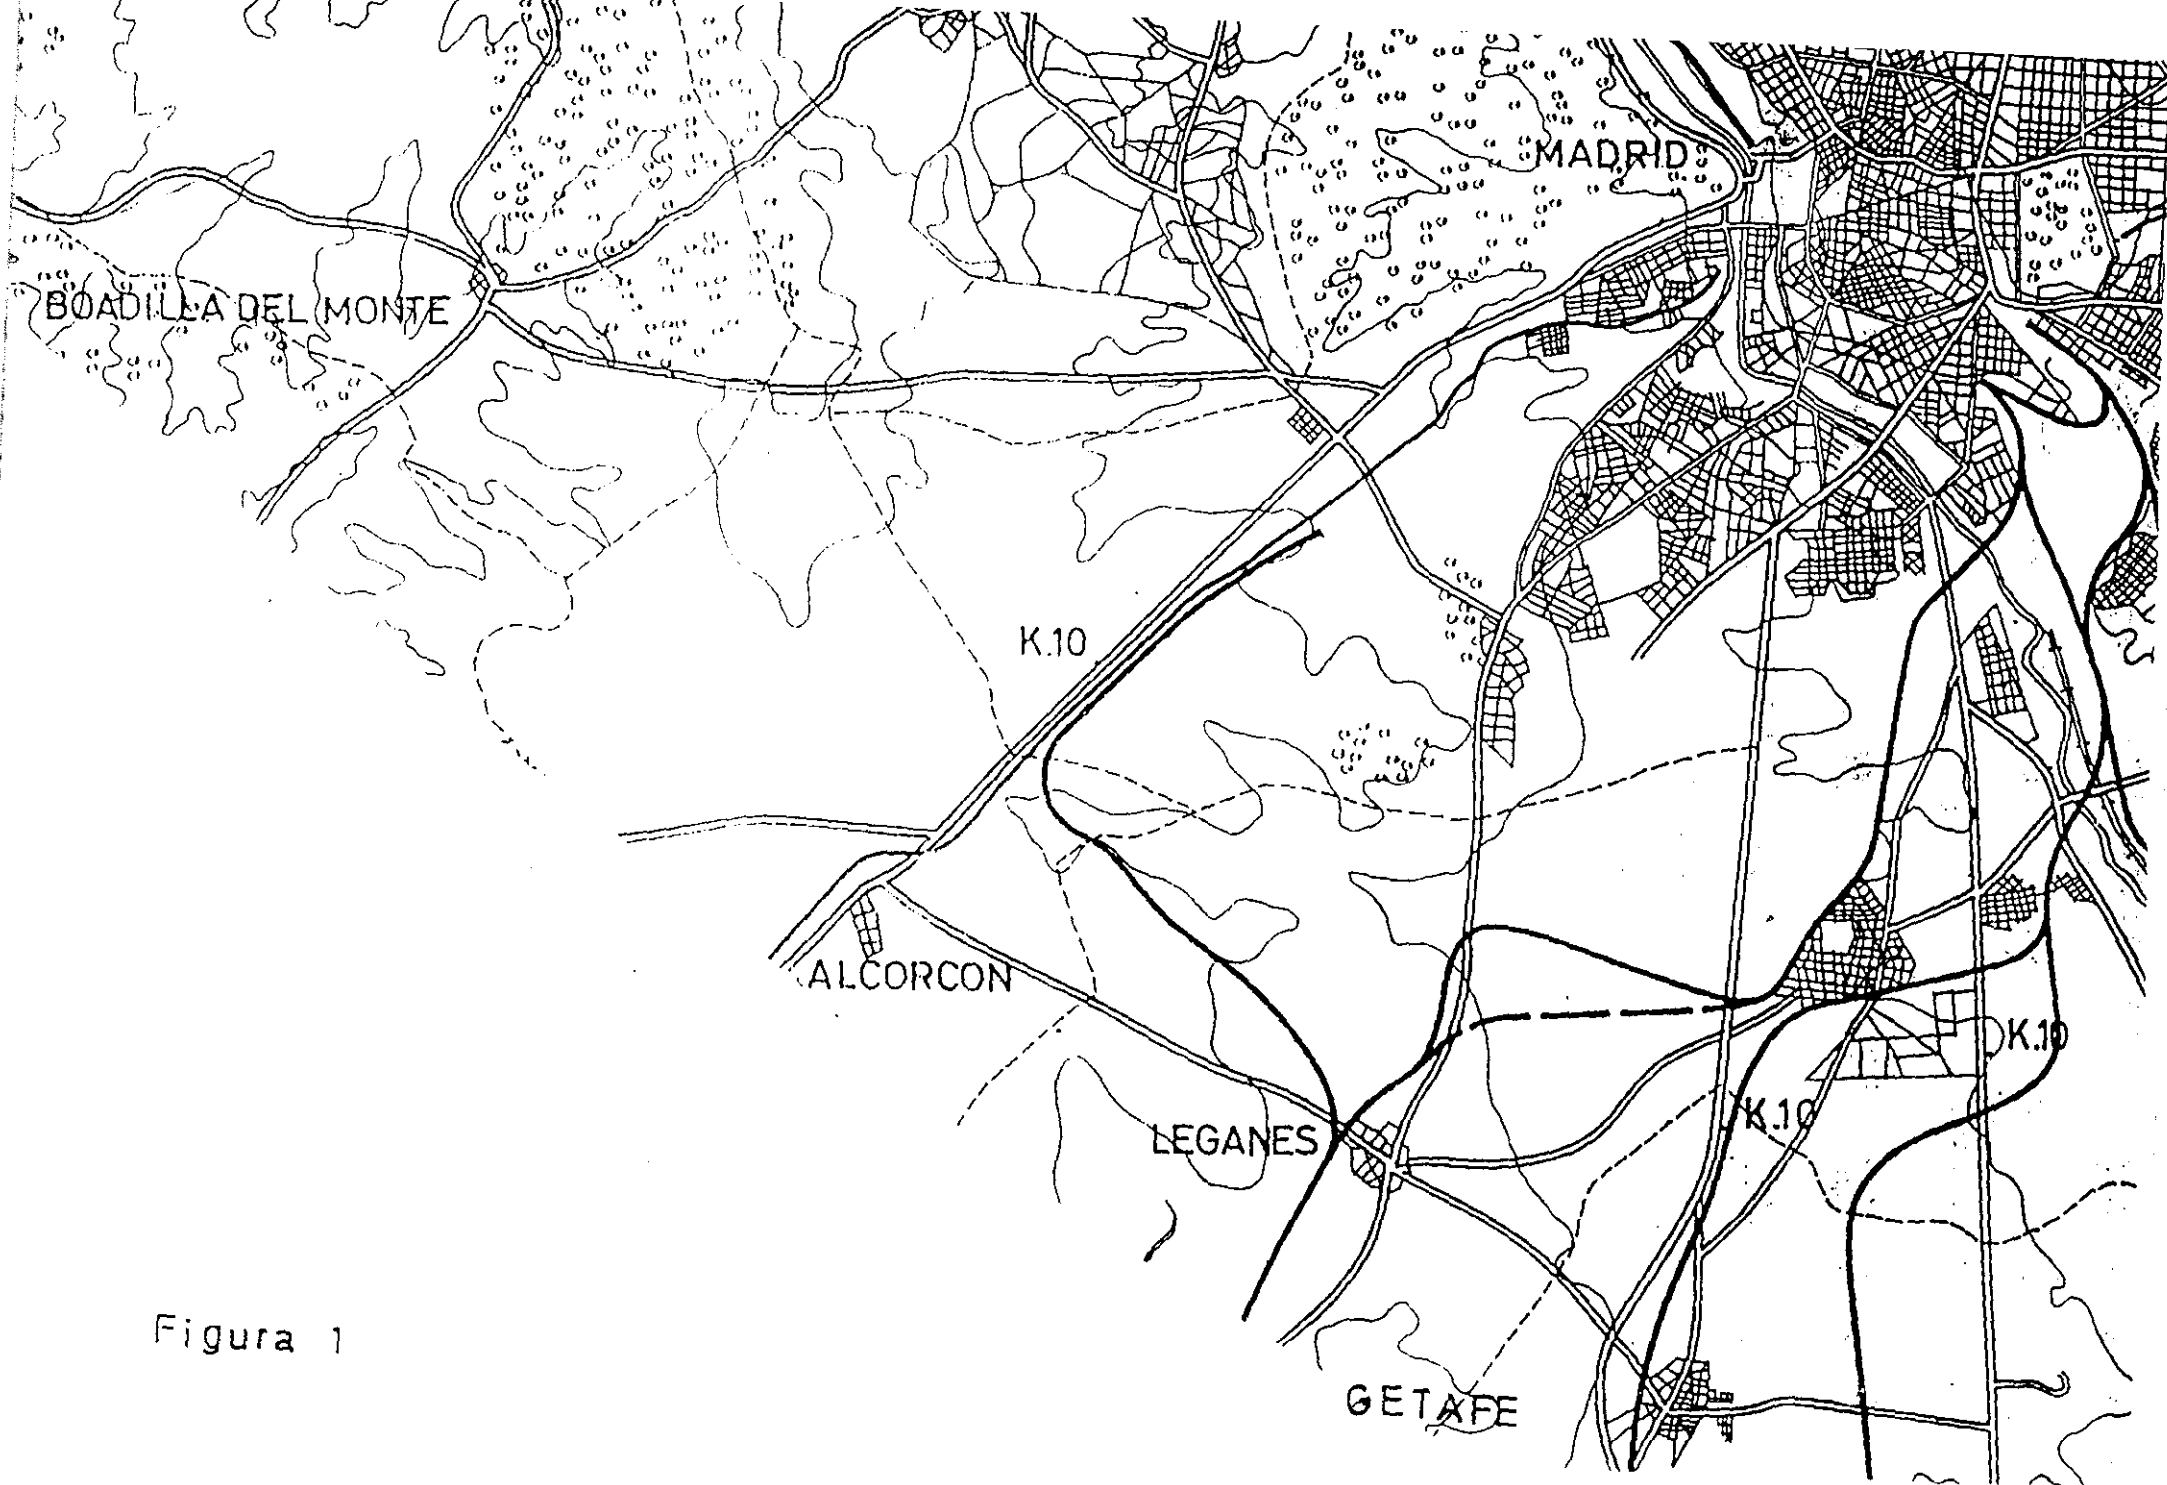 MADRID
BOADILLA DEL MONTE
K.10
ALCORCON
K.10
K.10
LEGANES
Figura 1
GETAFE